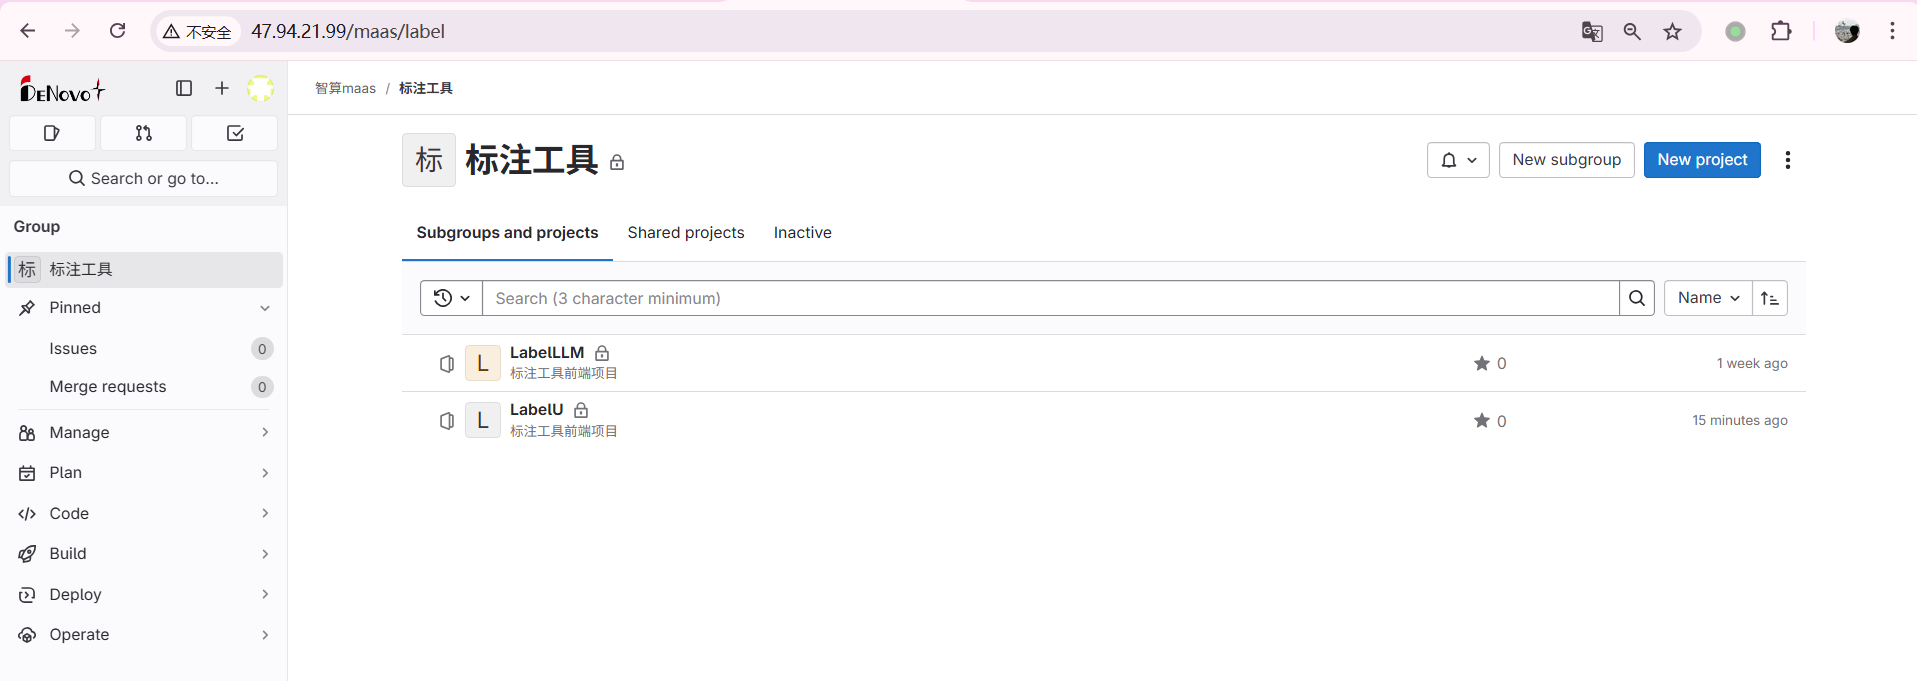 不安全 47.94.21.99/maas/label
DeNovo+
智算maas / 标注工具
Search or go to...
Group
标 标注工具
Pinned
Issues 0
Merge requests 0
Manage
Plan
Code
Build
Deploy
Operate
标 标注工具
New subgroup
New project
Subgroups and projects
Shared projects
Inactive
Search (3 character minimum)
Name
L LabelLLM
标注工具前端项目
0
1 week ago
L LabelU
标注工具前端项目
0
15 minutes ago